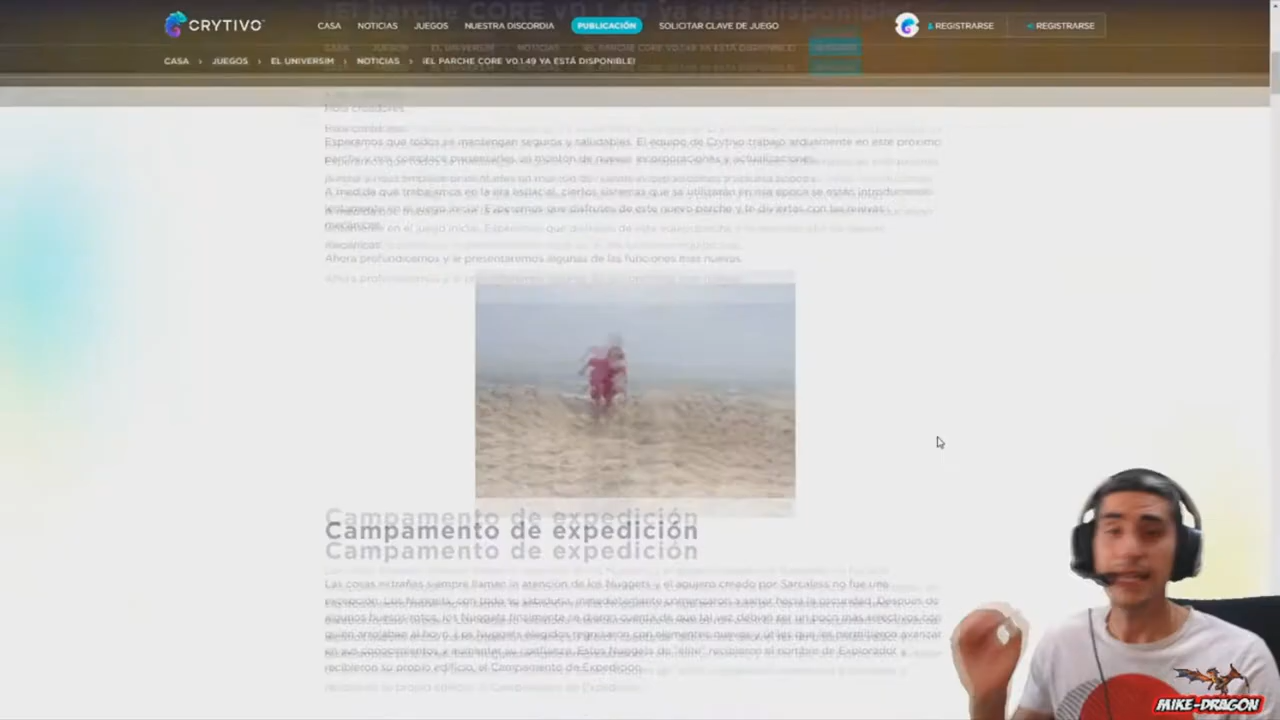 CRYTIVO
CASA NOTICIAS JUEGOS NUESTRA DISCORDIA PUBLICACIÓN SOLICITAR CLAVE DE JUEGO REGISTRARSE REGISTRARSE
CASA › JUEGOS › EL UNIVERSIM › NOTICIAS › ¡EL PARCHE CORE V0.1.49 YA ESTÁ DISPONIBLE!
Hola creadores
Esperamos que todos se mantengan seguros y saludables. El equipo de Crytivo trabajó arduamente en este próximo
parche y nos complace presentarles un montón de nuevas incorporaciones y actualizaciones.
A medida que trabajamos en la era espacial, ciertos sistemas que se utilizarán en esa época se están introduciendo
lentamente en el juego inicial. Esperamos que disfrutes de este nuevo parche y te diviertas con las nuevas
mecánicas.
Ahora profundicemos y le presentaremos algunas de las funciones más nuevas.
Campamento de expedición
Las cosas extrañas siempre llaman la atención de los Nuggets y el agujero creado por Sarcaless no fue una
excepción. Los Nuggets, con toda su sabiduría, inmediatamente comenzaron a saltar hacia la oscuridad. Después de
algunos huesos rotos, los Nuggets finalmente se dieron cuenta de que tal vez debían ser un poco más selectivos con
Los Nuggets elegidos regresaron con elementos nuevos y útiles que les permitieron avanzar
en sus conocimientos y aumentar su confianza. Estos Nuggets de "élite", recibieron el nombre de Explorador
recibieron su propio edificio, el Campamento de Expedición.
MIKE-DRAGON